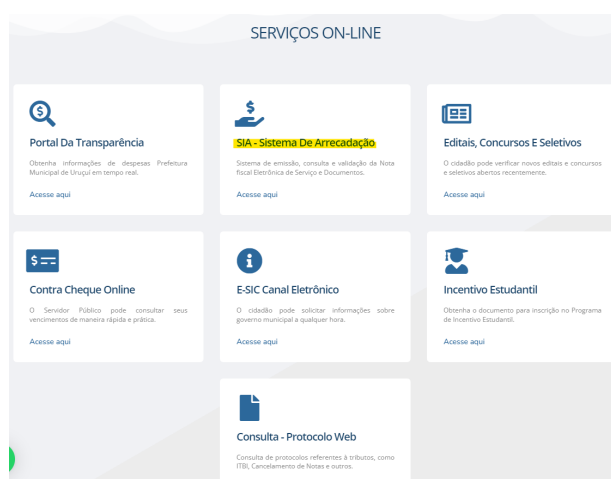 SERVIÇOS ON-LINE
Portal Da Transparência
Obtenha informações de despesas Prefeitura
Municipal de Uruçuí em tempo real.
Acesse aqui
SIA - Sistema De Arrecadação
Sistema de emissão, consulta e validação da Nota
fiscal Eletrônica de Serviço e Documentos.
Acesse aqui
Editais, Concursos E Seletivos
O cidadão pode verificar novos editais e concursos
e seletivos abertos recentemente.
Acesse aqui
Contra Cheque Online
O Servidor Público pode consultar seus
vencimentos de maneira rápida e prática.
Acesse aqui
E-SIC Canal Eletrônico
O cidadão pode solicitar informações sobre
governo municipal a qualquer hora.
Acesse aqui
Incentivo Estudantil
Obtenha o documento para inscrição no Programa
de Incentivo Estudantil.
Acesse aqui
Consulta - Protocolo Web
Consulta de protocolos referentes à tributos, como
ITBI, Cancelamento de Notas e outros.